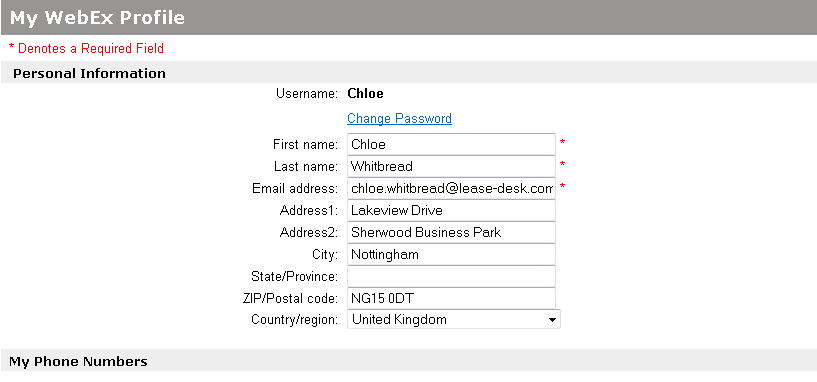 My WebEx Profile
* Denotes a Required Field
Personal Information
Username: Chloe
Change Password
First name: Chloe *
Last name: Whitbread *
Email address: chloe.whitbread@lease-desk.com *
Address1: Lakeview Drive
Address2: Sherwood Business Park
City: Nottingham
State/Province:
ZIP/Postal code: NG15 0DT
Country/region: United Kingdom
My Phone Numbers